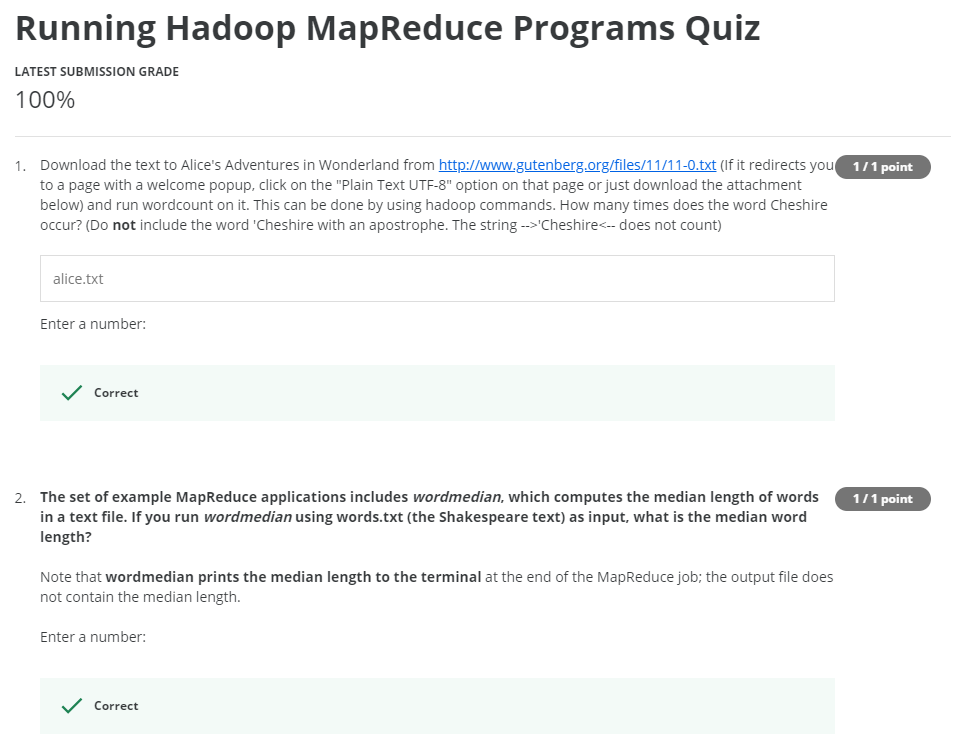 Running Hadoop MapReduce Programs Quiz
LATEST SUBMISSION GRADE
100%
1. Download the text to Alice's Adventures in Wonderland from http://www.gutenberg.org/files/11/11-0.txt (If it redirects you 1 / 1 point
to a page with a welcome popup, click on the "Plain Text UTF-8" option on that page or just download the attachment
below) and run wordcount on it. This can be done by using hadoop commands. How many times does the word Cheshire
occur? (Do not include the word 'Cheshire with an apostrophe. The string -->'Cheshire<-- does not count)
alice.txt
Enter a number:
Correct
2. The set of example MapReduce applications includes wordmedian, which computes the median length of words 1 / 1 point
in a text file. If you run wordmedian using words.txt (the Shakespeare text) as input, what is the median word
length?
Note that wordmedian prints the median length to the terminal at the end of the MapReduce job; the output file does
not contain the median length.
Enter a number:
Correct